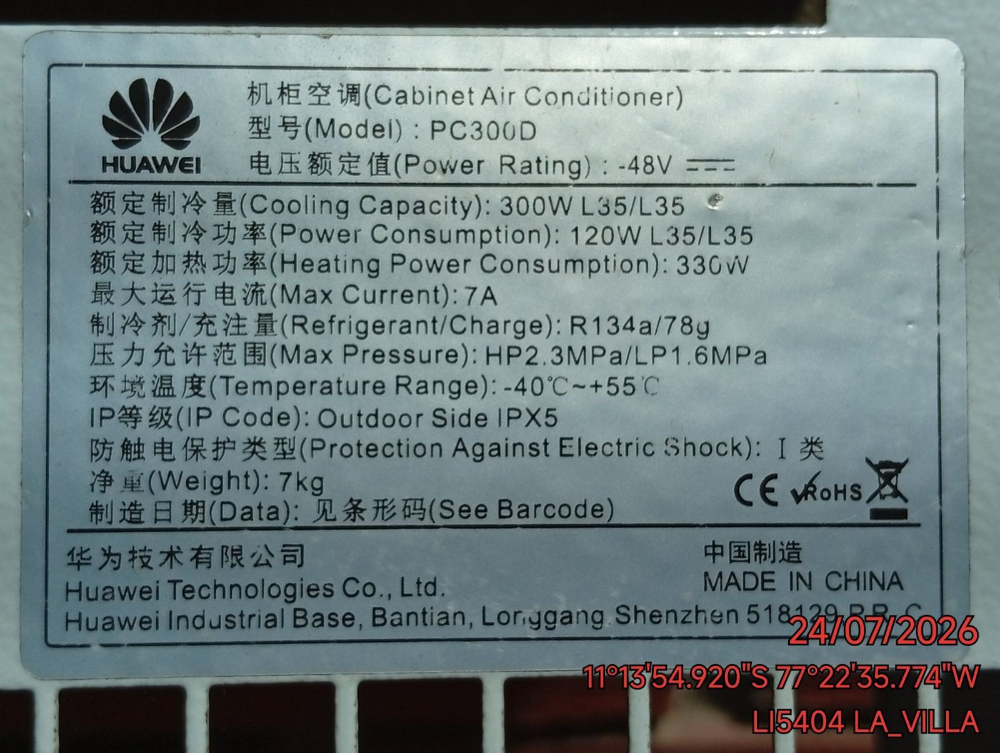 HUAWEI
机柜空调(Cabinet Air Conditioner)
型号(Model) : PC300D
电压额定值(Power Rating) : -48V
额定制冷量(Cooling Capacity): 300W L35/L35
额定制冷功率(Power Consumption): 120W L35/L35
额定加热功率(Heating Power Consumption): 330W
最大运行电流(Max Current): 7A
制冷剂/充注量(Refrigerant/Charge): R134a/78g
压力允许范围(Max Pressure): HP2.3MPa/LP1.6MPa
环境温度(Temperature Range): -40℃~+55℃
IP等级(IP Code): Outdoor Side IPX5
防触电保护类型(Protection Against Electric Shock): I 类
净重(Weight): 7kg
CE RoHS
制造日期(Data): 见条形码(See Barcode)
华为技术有限公司
中国制造
Huawei Technologies Co., Ltd.
MADE IN CHINA
Huawei Industrial Base, Bantian, Longgang Shenzhen 518129 P.R. C
24/07/2026
11°13'54.920"S 77°22'35.774"W
LI5404 LA_VILLA